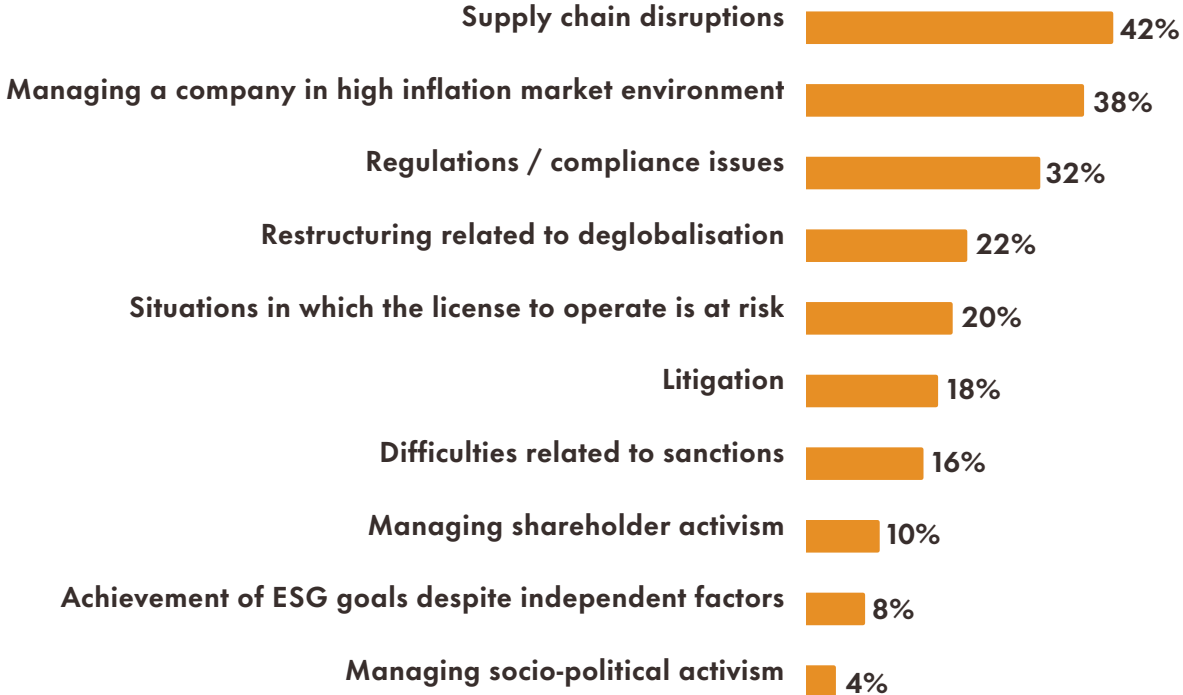 Supply chain disruptions 42%
Managing a company in high inflation market environment 38%
Regulations / compliance issues 32%
Restructuring related to deglobalisation 22%
Situations in which the license to operate is at risk 20%
Litigation 18%
Difficulties related to sanctions 16%
Managing shareholder activism 10%
Achievement of ESG goals despite independent factors 8%
Managing socio-political activism 4%